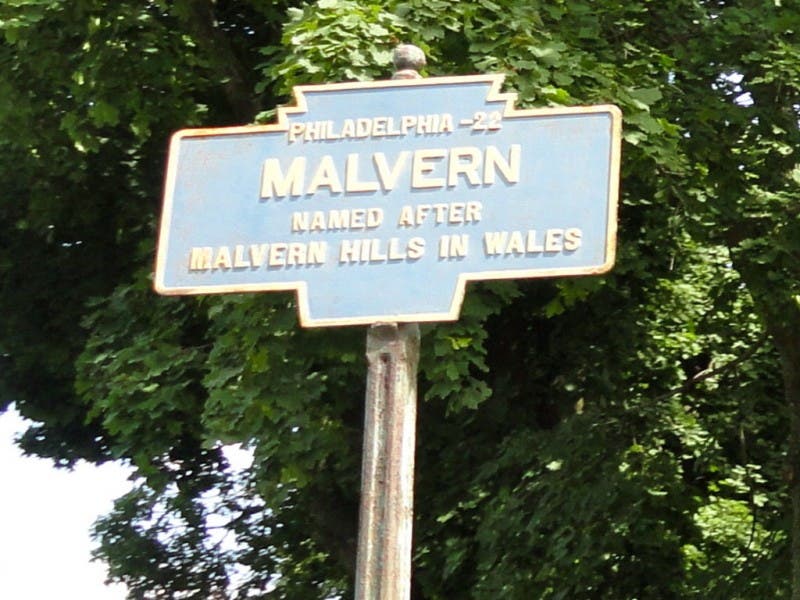 PHILADELPHIA -22
MALVERN
NAMED AFTER
MALVERN HILLS IN WALES